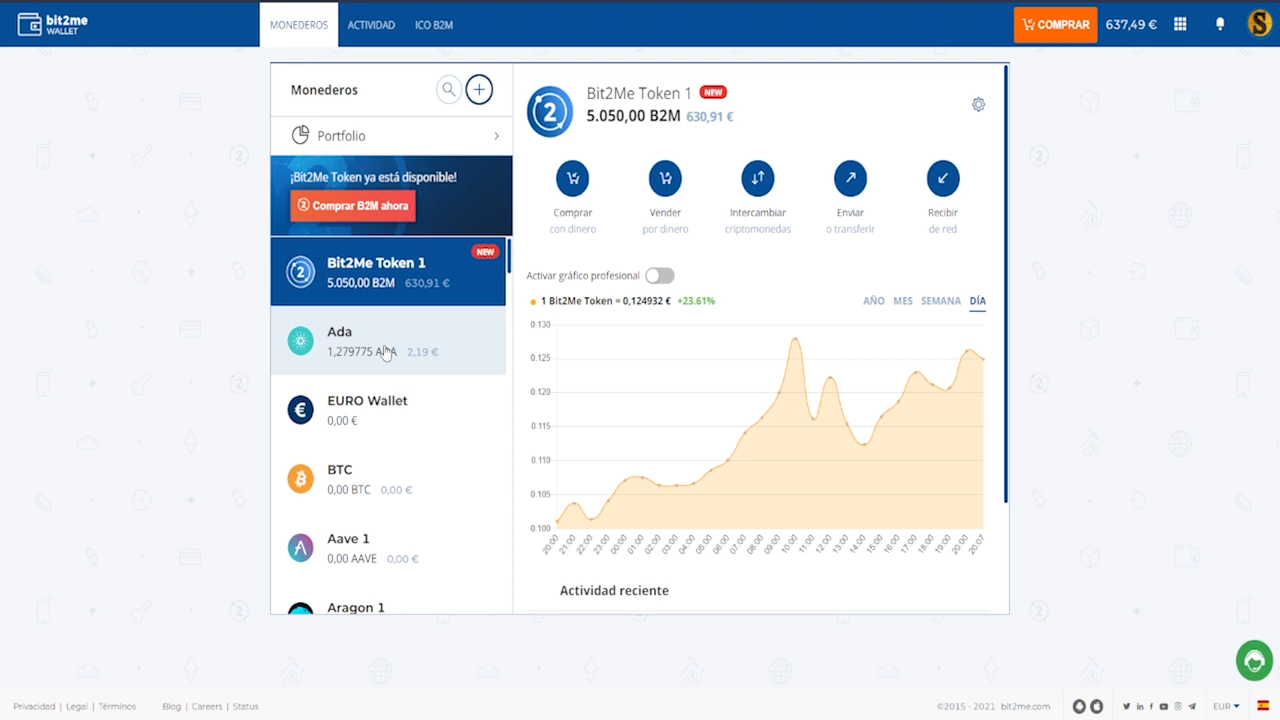 bit2me
WALLET
MONEDEROS
ACTIVIDAD
ICO B2M
COMPRAR
637,49 €
Monederos
Portfolio
¡Bit2Me Token ya está disponible!
Comprar B2M ahora
Bit2Me Token 1
NEW
5.050,00 B2M 630,91 €
Ada
1,279775 ADA 2,19 €
EURO Wallet
0,00 €
BTC
0,00 BTC 0,00 €
Aave 1
0,00 AAVE 0,00 €
Aragon 1
Bit2Me Token 1 NEW
5.050,00 B2M 630,91 €
Comprar
con dinero
Vender
por dinero
Intercambiar
criptomonedas
Enviar
o transferir
Recibir
de red
Activar gráfico profesional
1 Bit2Me Token = 0,124932 € +23.61%
AÑO MES SEMANA DÍA
0.130
0.125
0.120
0.115
0.110
0.105
0.100
20:00 21:00 22:00 23:00 00:00 01:00 02:00 03:00 04:00 05:00 06:00 07:00 08:00 09:00 10:00 11:00 12:00 13:00 14:00 15:00 16:00 17:00 18:00 19:00 20:00 20:07
Actividad reciente
Privacidad | Legal | Términos
Blog | Careers | Status
©2015 - 2021 bit2me.com
EUR